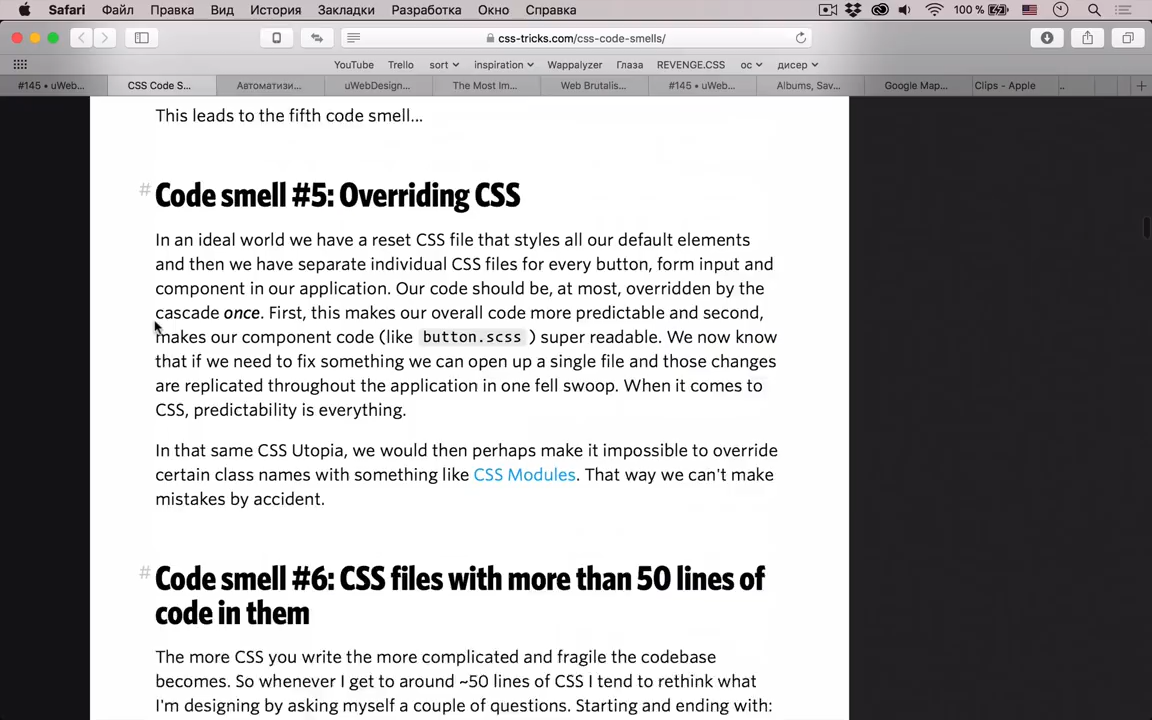 Safari Файл Правка Вид История Закладки Разработка Окно Справка 100 %
css-tricks.com/css-code-smells/
YouTube Trello sort inspiration Wappalyzer Глаза REVENGE.CSS ос дисер
#145 • uWeb... CSS Code S... Автоматизи... uWebDesign... The Most Im... Web Brutalis... #145 • uWeb... Albums, Sav... Google Map... Clips - Apple
This leads to the fifth code smell...
# Code smell #5: Overriding CSS
In an ideal world we have a reset CSS file that styles all our default elements
and then we have separate individual CSS files for every button, form input and
component in our application. Our code should be, at most, overridden by the
cascade once. First, this makes our overall code more predictable and second,
makes our component code (like button.scss ) super readable. We now know
that if we need to fix something we can open up a single file and those changes
are replicated throughout the application in one fell swoop. When it comes to
CSS, predictability is everything.
In that same CSS Utopia, we would then perhaps make it impossible to override
certain class names with something like CSS Modules. That way we can't make
mistakes by accident.
# Code smell #6: CSS files with more than 50 lines of
code in them
The more CSS you write the more complicated and fragile the codebase
becomes. So whenever I get to around ~50 lines of CSS I tend to rethink what
I'm designing by asking myself a couple of questions. Starting and ending with: